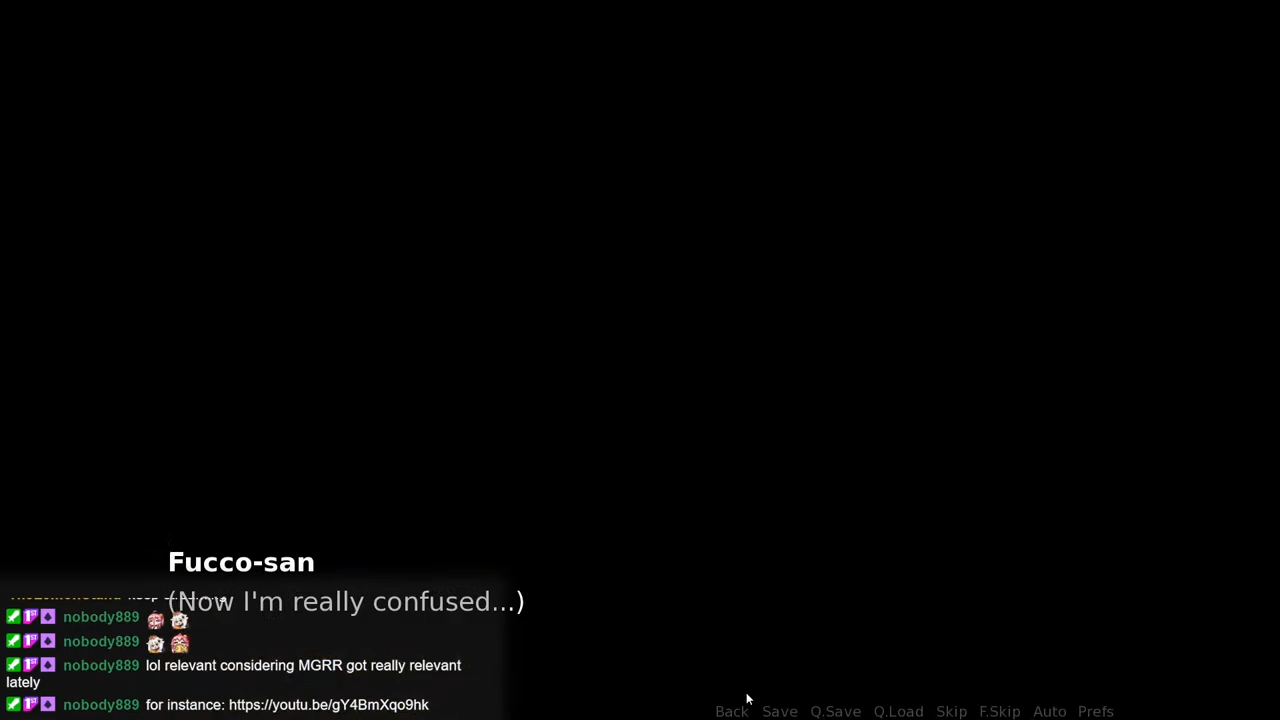 Fucco-san
(Now I'm really confused...)
nobody889
nobody889
nobody889 lol relevant considering MGRR got really relevant
lately
nobody889 for instance: https://youtu.be/gY4BmXqo9hk
Back Save Q.Save Q.Load Skip F.Skip Auto Prefs